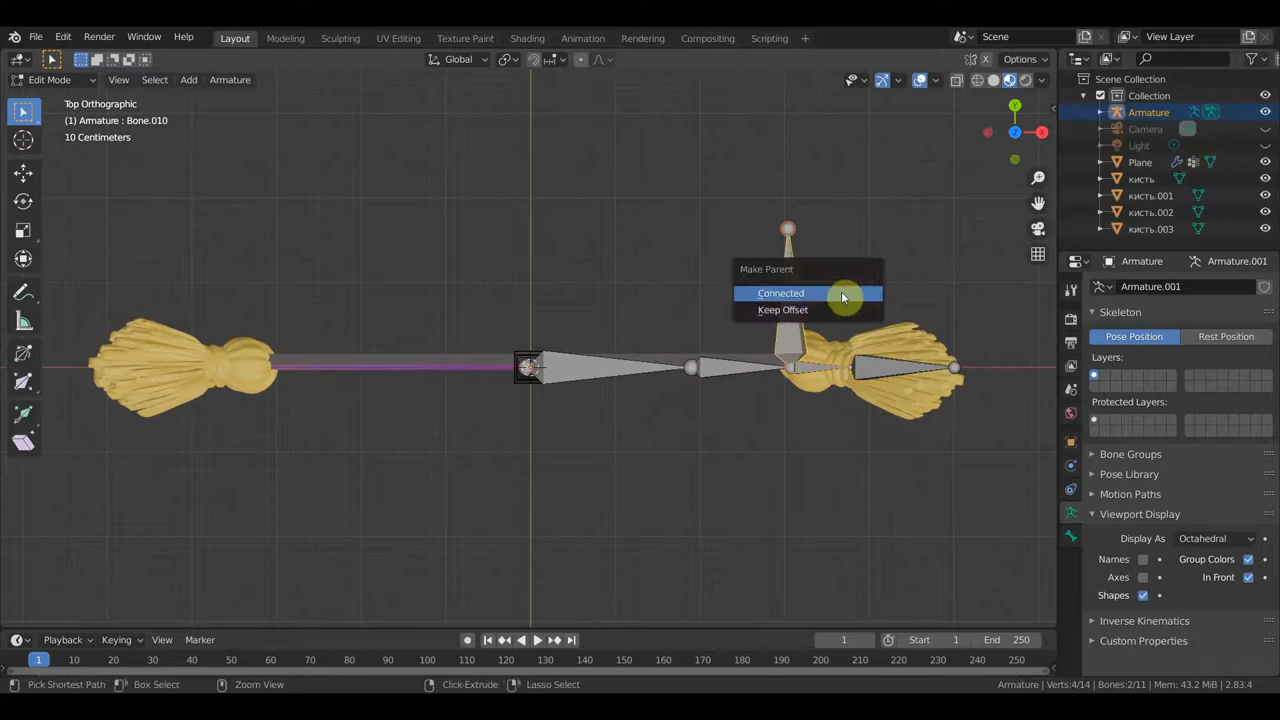 File Edit Render Window Help Layout Modeling Sculpting UV Editing Texture Paint Shading Animation Rendering Compositing Scripting + Scene View Layer
Global Options
Edit Mode View Select Add Armature
Top Orthographic
(1) Armature : Bone.010
10 Centimeters
Scene Collection
Collection
Armature
Camera
Light
Plane
кисть
кисть.001
кисть.002
кисть.003
Y
Z
X
Make Parent
Connected
Keep Offset
Armature Armature.001
Armature.001
Skeleton
Pose Position Rest Position
Layers:
Protected Layers:
Bone Groups
Pose Library
Motion Paths
Viewport Display
Display As Octahedral
Names Group Colors
Axes In Front
Shapes
Inverse Kinematics
Custom Properties
Playback Keying View Marker 1 Start 1 End 250
1 10 20 30 40 50 60 70 80 90 100 110 120 130 140 150 160 170 180 190 200 210 220 230 240 250
Pick Shortest Path Box Select Zoom View Click-Extrude Lasso Select Armature | Verts:4/14 | Bones:2/11 | Mem: 43.2 MiB | 2.83.4